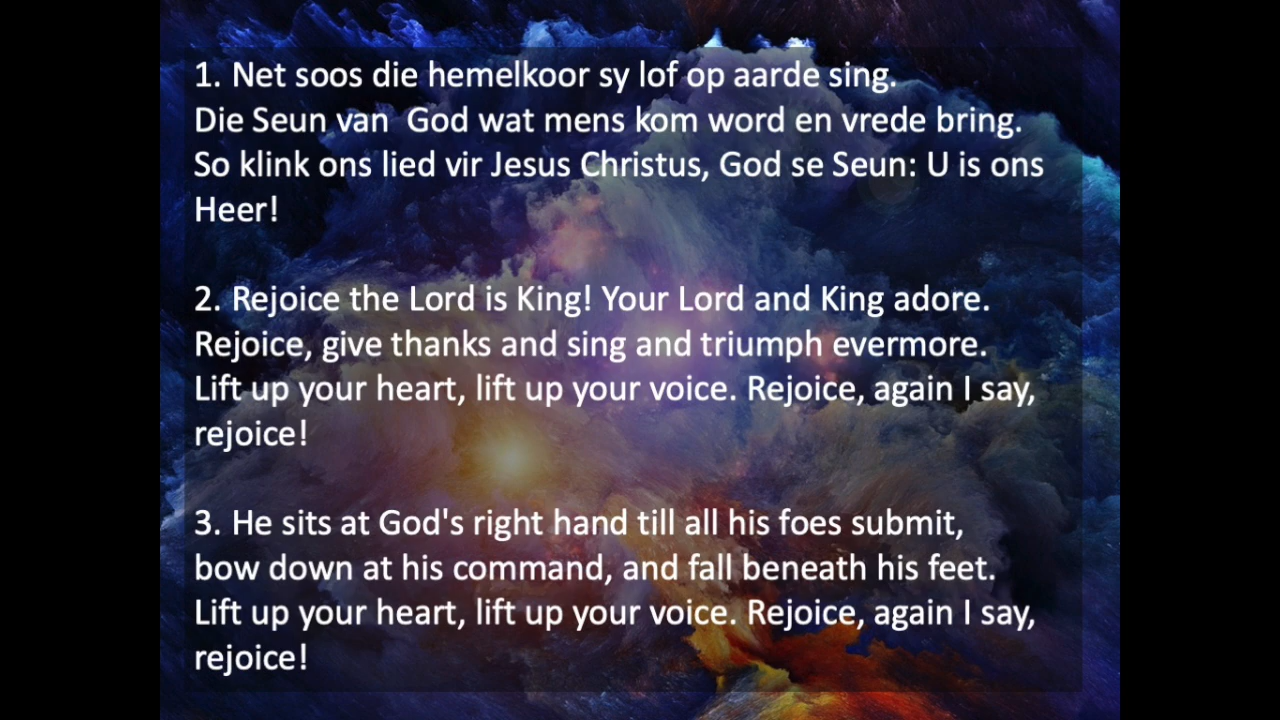 1. Net soos die hemelkoor sy lof op aarde sing.
Die Seun van  God wat mens kom word en vrede bring.
So klink ons lied vir Jesus Christus, God se Seun: U is ons
Heer!
2. Rejoice the Lord is King! Your Lord and King adore.
Rejoice, give thanks and sing and triumph evermore.
Lift up your heart, lift up your voice. Rejoice, again I say,
rejoice!
3. He sits at God's right hand till all his foes submit,
bow down at his command, and fall beneath his feet.
Lift up your heart, lift up your voice. Rejoice, again I say,
rejoice!